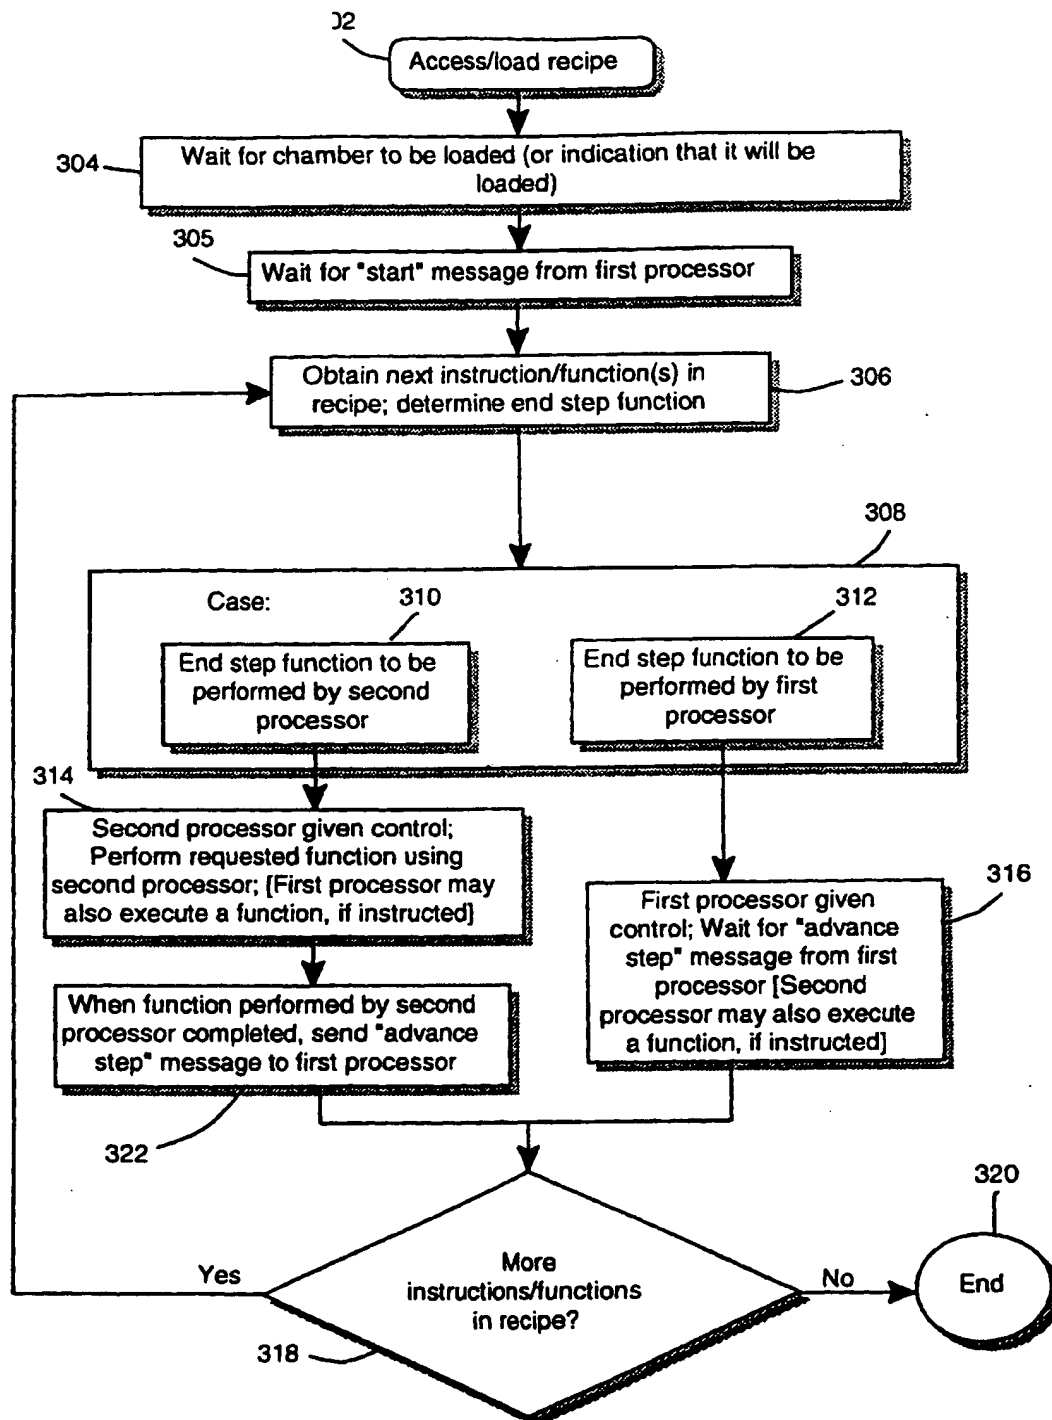 02
Access/load recipe
304
Wait for chamber to be loaded (or indication that it will be
loaded)
305
Wait for "start" message from first processor
Obtain next instruction/function(s) in
recipe; determine end step function
306
308
Case:
310
312
End step function to be
performed by second
processor
End step function to be
performed by first
processor
314
Second processor given control;
Perform requested function using
second processor; [First processor may
also execute a function, if instructed]
316
First processor given
control; Wait for "advance
step" message from first
processor [Second
processor may also execute
a function, if instructed]
When function performed by second
processor completed, send "advance
step" message to first processor
322
320
Yes
More
instructions/functions
in recipe?
No
End
318